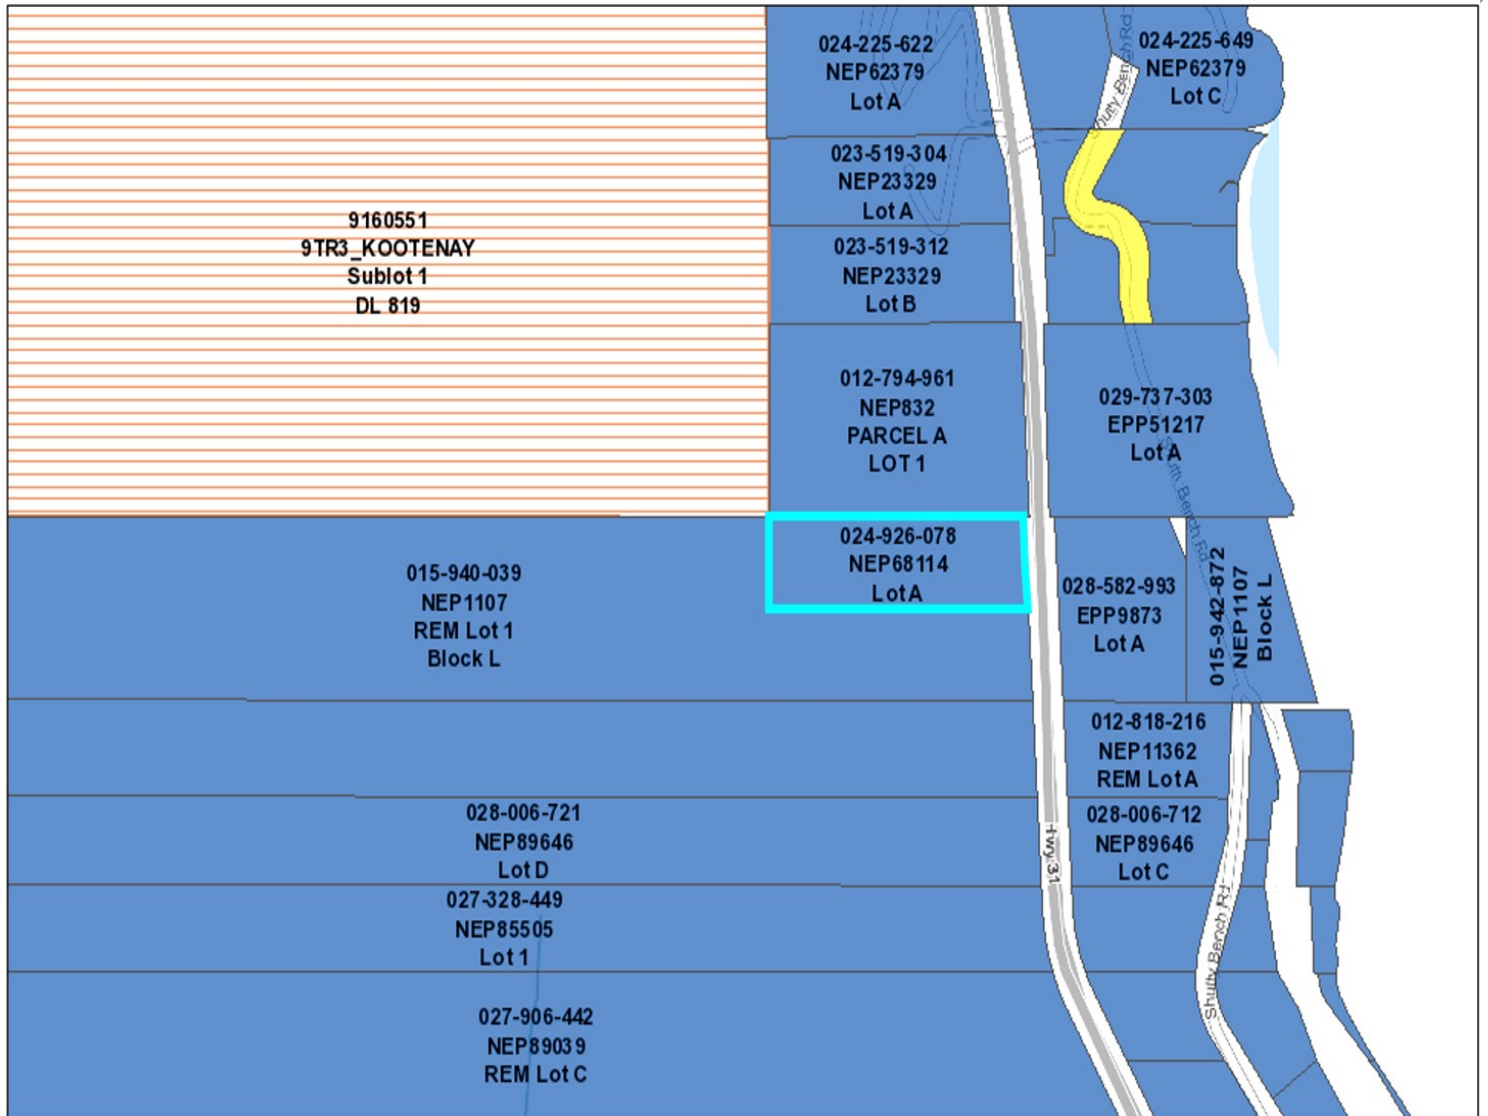 024-225-622
NEP62379
Lot A
Shutty Bench Rd
024-225-649
NEP62379
Lot C
023-519-304
NEP23329
Lot A
9160551
9TR3_KOOTENAY
Sublot 1
DL 819
023-519-312
NEP23329
Lot B
012-794-961
NEP832
PARCEL A
LOT 1
029-737-303
EPP51217
Lot A
Shutty Bench Rd
024-926-078
NEP68114
Lot A
015-940-039
NEP1107
REM Lot 1
Block L
028-582-993
EPP9873
Lot A
015-942-872
NEP1107
Block L
012-818-216
NEP11362
REM Lot A
028-006-721
NEP89646
Lot D
Hwy 31
028-006-712
NEP89646
Lot C
027-328-449
NEP85505
Lot 1
Shutty Bench Rd
027-906-442
NEP89039
REM Lot C